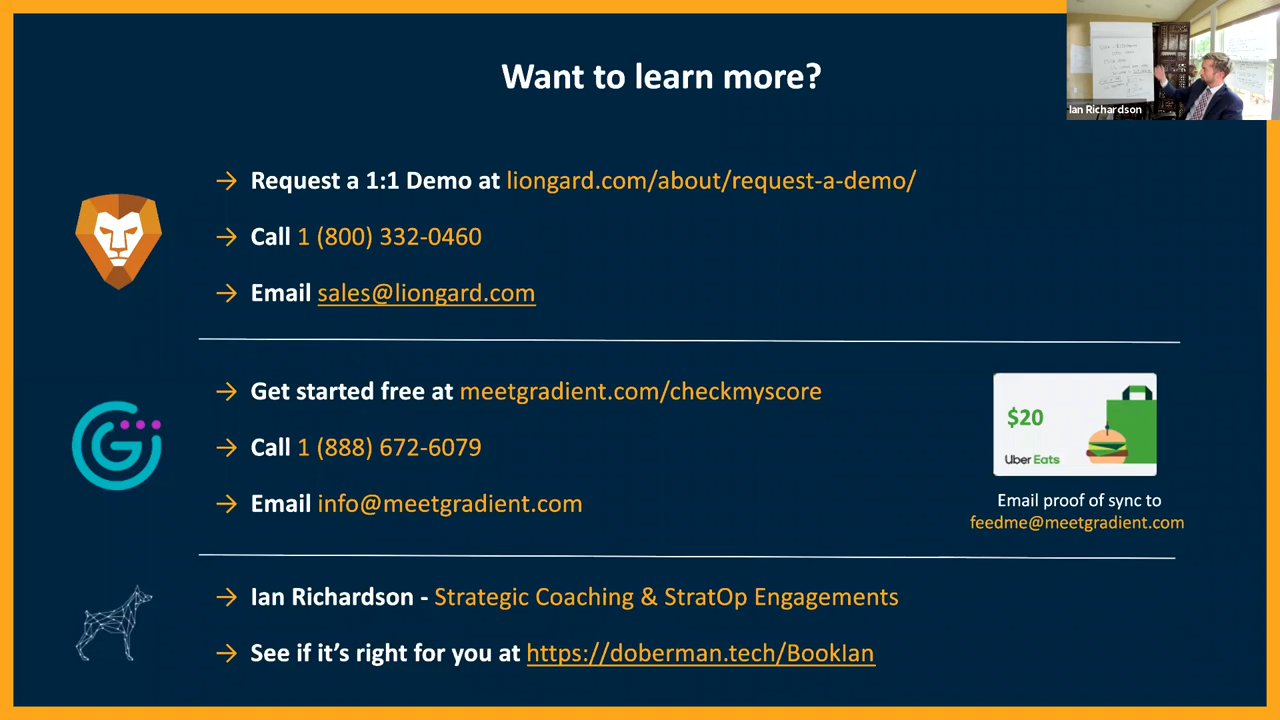 Want to learn more?
Ian Richardson
→ Request a 1:1 Demo at liongard.com/about/request-a-demo/
→ Call 1 (800) 332-0460
→ Email sales@liongard.com
→ Get started free at meetgradient.com/checkmyscore
→ Call 1 (888) 672-6079
→ Email info@meetgradient.com
$20
Uber Eats
Email proof of sync to
feedme@meetgradient.com
→ Ian Richardson - Strategic Coaching & StratOp Engagements
→ See if it's right for you at https://doberman.tech/BookIan